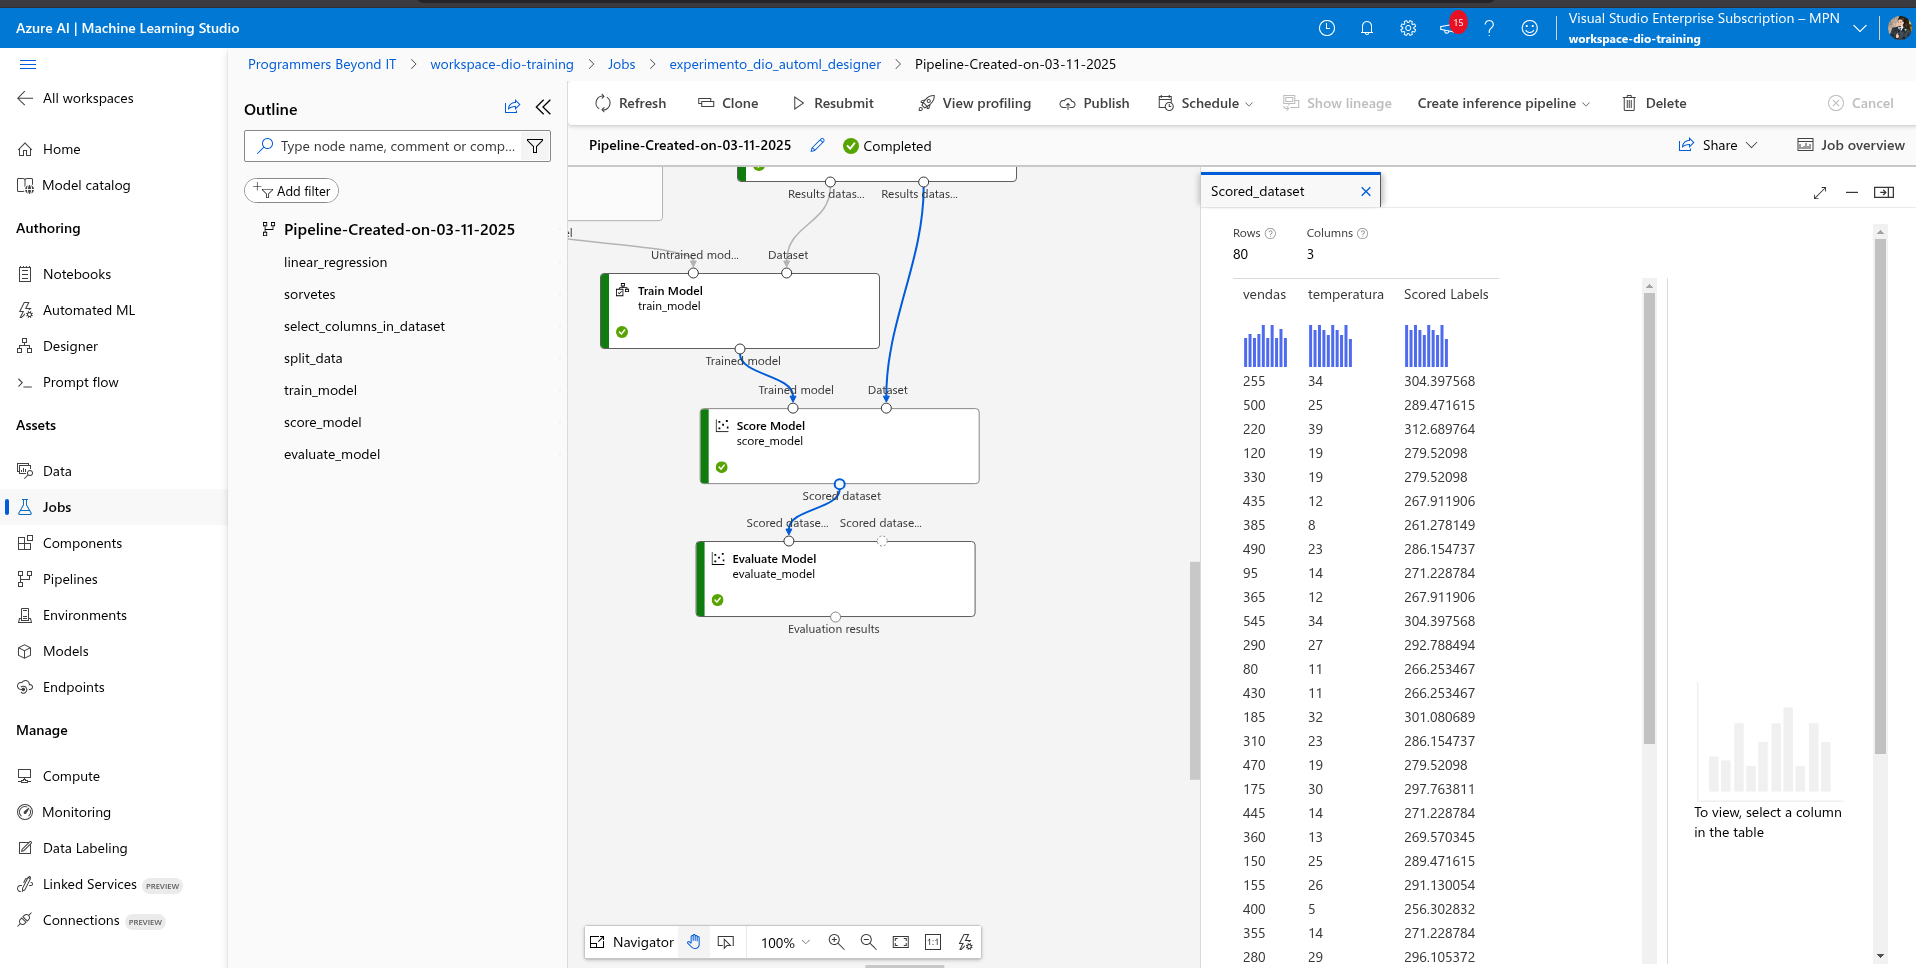 Azure AI | Machine Learning Studio
15
Visual Studio Enterprise Subscription – MPN
workspace-dio-training
All workspaces
Home
Model catalog
Authoring
Notebooks
Automated ML
Designer
Prompt flow
Assets
Data
Jobs
Components
Pipelines
Environments
Models
Endpoints
Manage
Compute
Monitoring
Data Labeling
Linked Services PREVIEW
Connections PREVIEW
Programmers Beyond IT > workspace-dio-training > Jobs > experimento_dio_automl_designer > Pipeline-Created-on-03-11-2025
Outline
Type node name, comment or comp...
Add filter
Pipeline-Created-on-03-11-2025
linear_regression
sorvetes
select_columns_in_dataset
split_data
train_model
score_model
evaluate_model
Refresh Clone Resubmit View profiling Publish Schedule Show lineage Create inference pipeline Delete Cancel
Pipeline-Created-on-03-11-2025 Completed Share Job overview
Results datas... Results datas...
Untrained mod... Dataset
Train Model
train_model
Trained model
Trained model Dataset
Score Model
score_model
Scored dataset
Scored datase... Scored datase...
Evaluate Model
evaluate_model
Evaluation results
Navigator 100% 1:1
Scored_dataset
Rows Columns
80 3
vendas temperatura Scored Labels
255 34 304.397568
500 25 289.471615
220 39 312.689764
120 19 279.52098
330 19 279.52098
435 12 267.911906
385 8 261.278149
490 23 286.154737
95 14 271.228784
365 12 267.911906
545 34 304.397568
290 27 292.788494
80 11 266.253467
430 11 266.253467
185 32 301.080689
310 23 286.154737
470 19 279.52098
175 30 297.763811
445 14 271.228784
360 13 269.570345
150 25 289.471615
155 26 291.130054
400 5 256.302832
355 14 271.228784
280 29 296.105372
To view, select a column
in the table